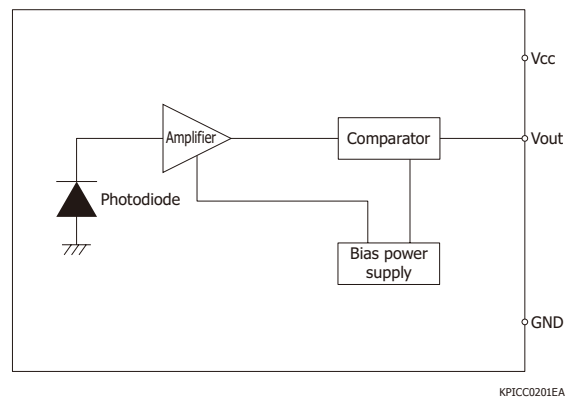 Vcc
Amplifier
Comparator
Vout
Photodiode
Bias power
supply
GND
KPICC0201EA